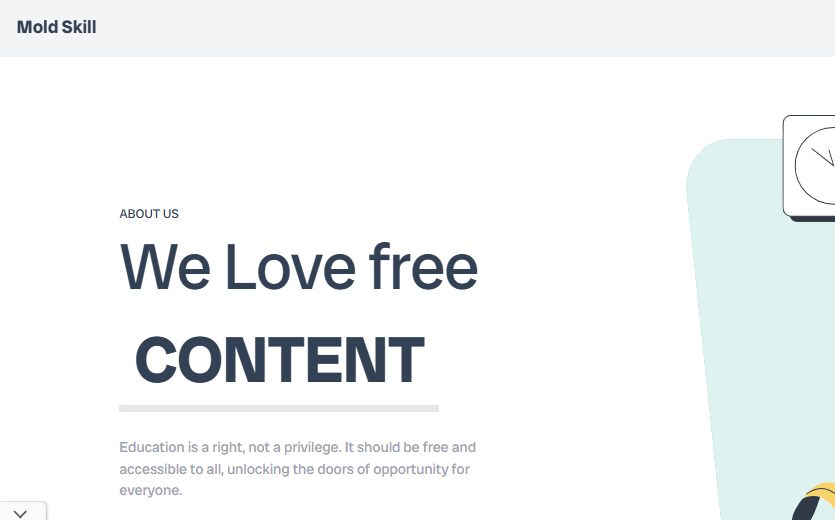 Mold Skill
ABOUT US
We Love free
CONTENT
Education is a right, not a privilege. It should be free and
accessible to all, unlocking the doors of opportunity for
everyone.